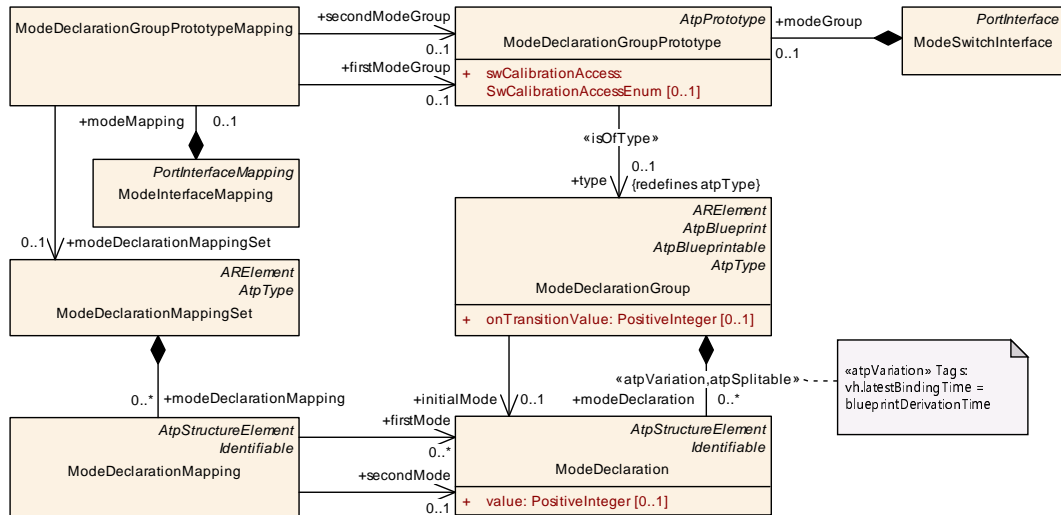 ModeDeclarationGroupPrototypeMapping
+secondModeGroup
0..1
+firstModeGroup
0..1
AtpPrototype
ModeDeclarationGroupPrototype
+ swCalibrationAccess:
SwCalibrationAccessEnum [0..1]
+modeGroup
0..1
PortInterface
ModeSwitchInterface
+modeMapping
0..1
PortInterfaceMapping
ModeInterfaceMapping
«isOfType»
+type
0..1
{redefines atpType}
0..1
+modeDeclarationMappingSet
ARElement
AtpType
ModeDeclarationMappingSet
ARElement
AtpBlueprint
AtpBlueprintable
AtpType
ModeDeclarationGroup
+ onTransitionValue: PositiveInteger [0..1]
«atpVariation» Tags:
vh.latestBindingTime =
blueprintDerivationTime
«atpVariation,atpSplitable»
0..*
+modeDeclarationMapping
+initialMode
0..1
+modeDeclaration
0..*
AtpStructureElement
Identifiable
ModeDeclarationMapping
+firstMode
0..*
+secondMode
0..1
AtpStructureElement
Identifiable
ModeDeclaration
+ value: PositiveInteger [0..1]